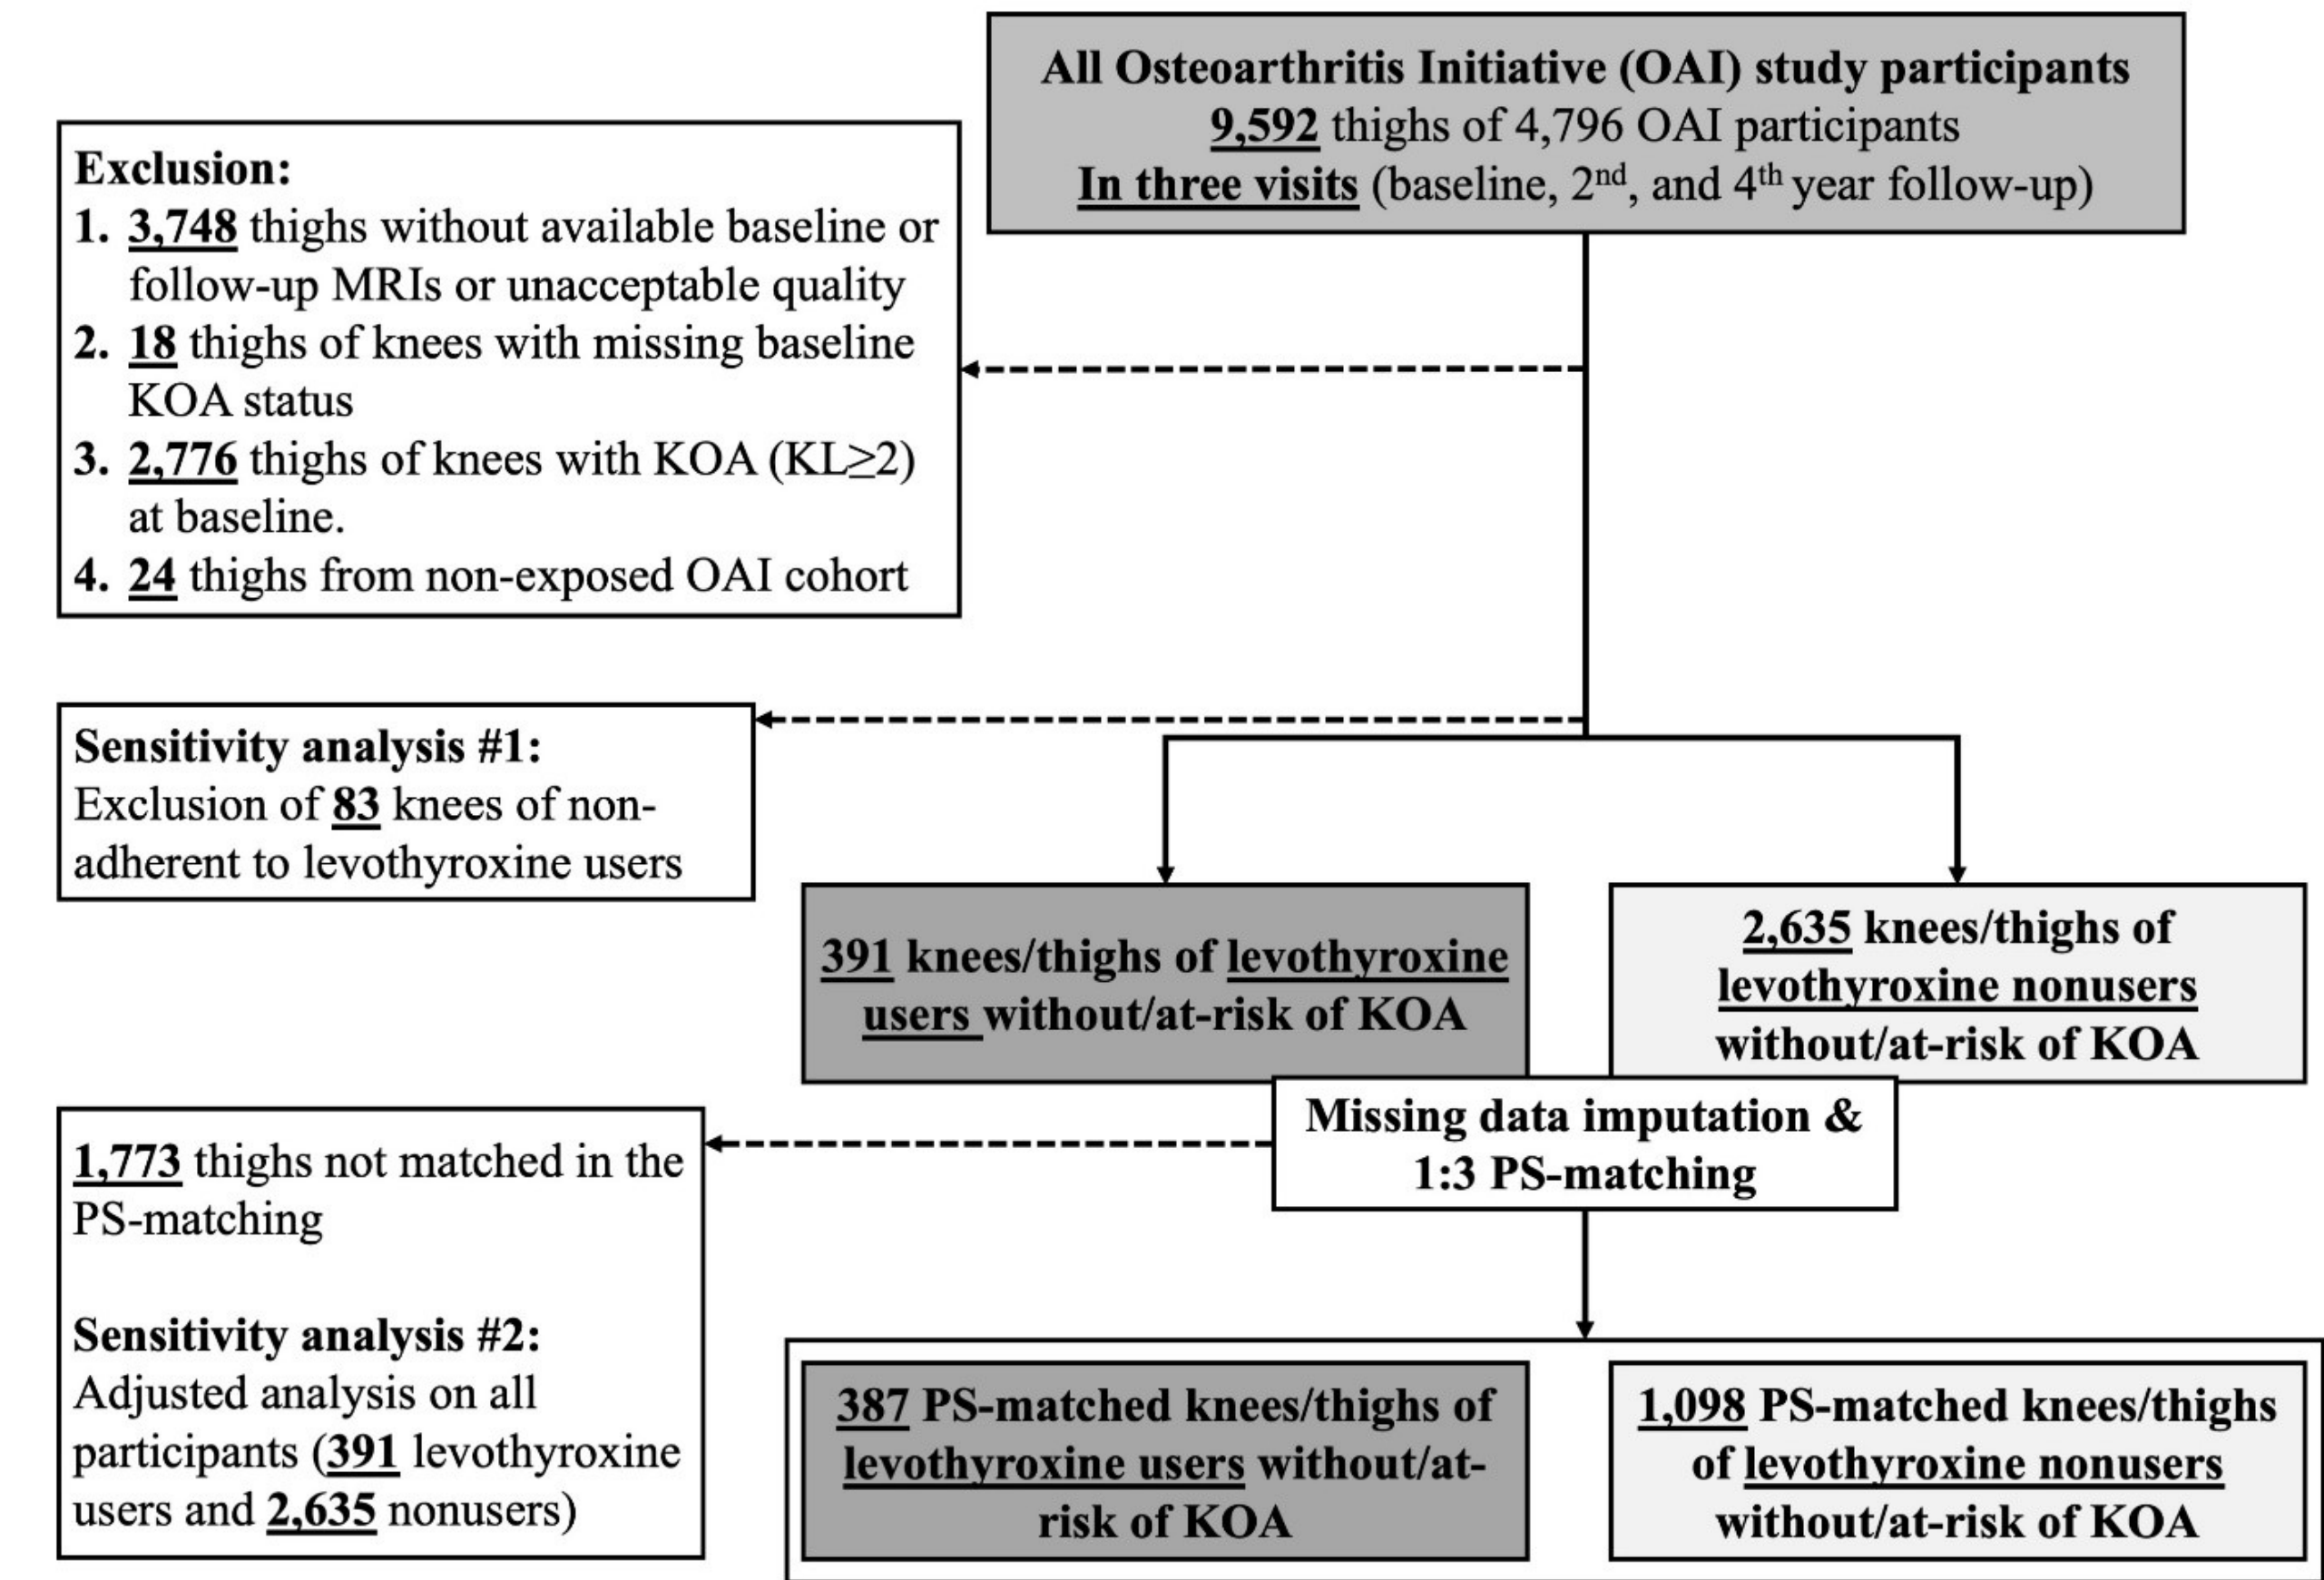 All Osteoarthritis Initiative (OAI) study participants
9,592 thighs of 4,796 OAI participants
In three visits (baseline, 2nd, and 4th year follow-up)
Exclusion:
1. 3,748 thighs without available baseline or
follow-up MRIs or unacceptable quality
2. 18 thighs of knees with missing baseline
KOA status
3. 2,776 thighs of knees with KOA (KL≥2)
at baseline.
4. 24 thighs from non-exposed OAI cohort
Sensitivity analysis #1:
Exclusion of 83 knees of non-
adherent to levothyroxine users
391 knees/thighs of levothyroxine
users without/at-risk of KOA
2,635 knees/thighs of
levothyroxine nonusers
without/at-risk of KOA
Missing data imputation &
1:3 PS-matching
1,773 thighs not matched in the
PS-matching
Sensitivity analysis #2:
Adjusted analysis on all
participants (391 levothyroxine
users and 2,635 nonusers)
387 PS-matched knees/thighs of
levothyroxine users without/at-
risk of KOA
1,098 PS-matched knees/thighs
of levothyroxine nonusers
without/at-risk of KOA